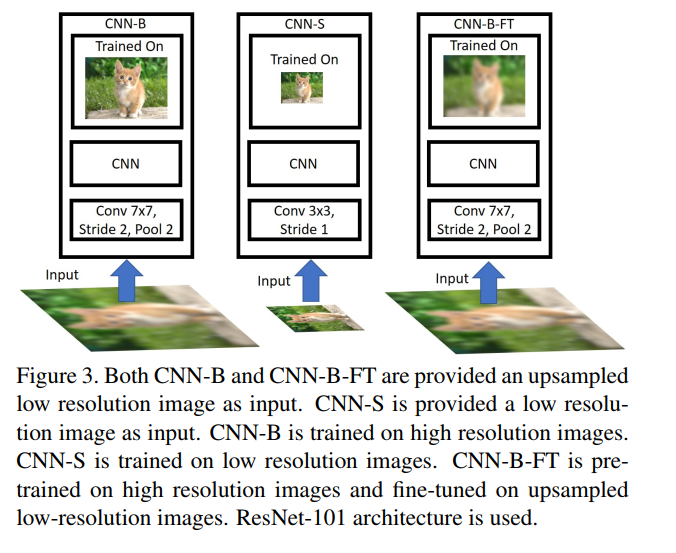 CNN-B
Trained On
CNN
Conv 7x7,
Stride 2, Pool 2
Input
CNN-S
Trained On
CNN
Conv 3x3,
Stride 1
Input
CNN-B-FT
Trained On
CNN
Conv 7x7,
Stride 2, Pool 2
Input
Figure 3. Both CNN-B and CNN-B-FT are provided an upsampled
low resolution image as input. CNN-S is provided a low resolu-
tion image as input. CNN-B is trained on high resolution images.
CNN-S is trained on low resolution images. CNN-B-FT is pre-
trained on high resolution images and fine-tuned on upsampled
low-resolution images. ResNet-101 architecture is used.